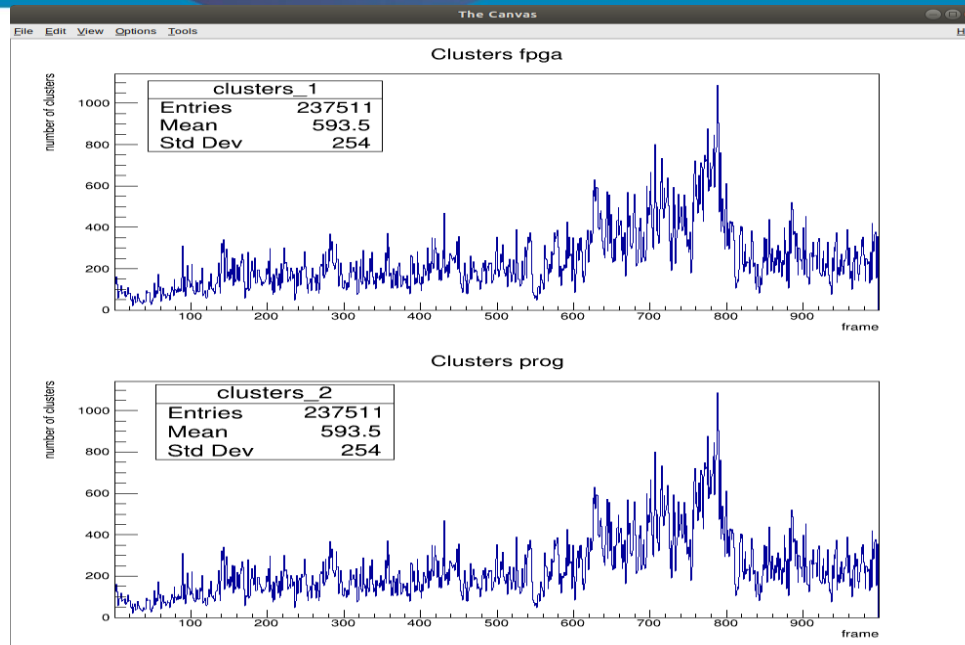 The Canvas
File Edit View Options Tools H
Clusters fpga
number of clusters
clusters_1
Entries 237511
Mean 593.5
Std Dev 254
1000
800
600
400
200
0
100 200 300 400 500 600 700 800 900
frame
Clusters prog
number of clusters
clusters_2
Entries 237511
Mean 593.5
Std Dev 254
1000
800
600
400
200
0
100 200 300 400 500 600 700 800 900
frame